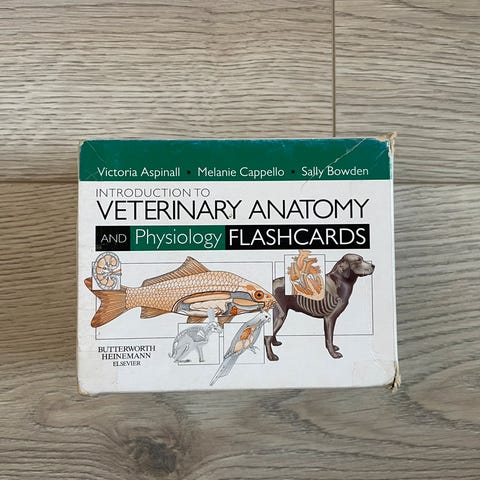 Victoria Aspinall • Melanie Cappello • Sally Bowden
INTRODUCTION TO
VETERINARY ANATOMY
AND Physiology FLASHCARDS
BUTTERWORTH
HEINEMANN
ELSEVIER